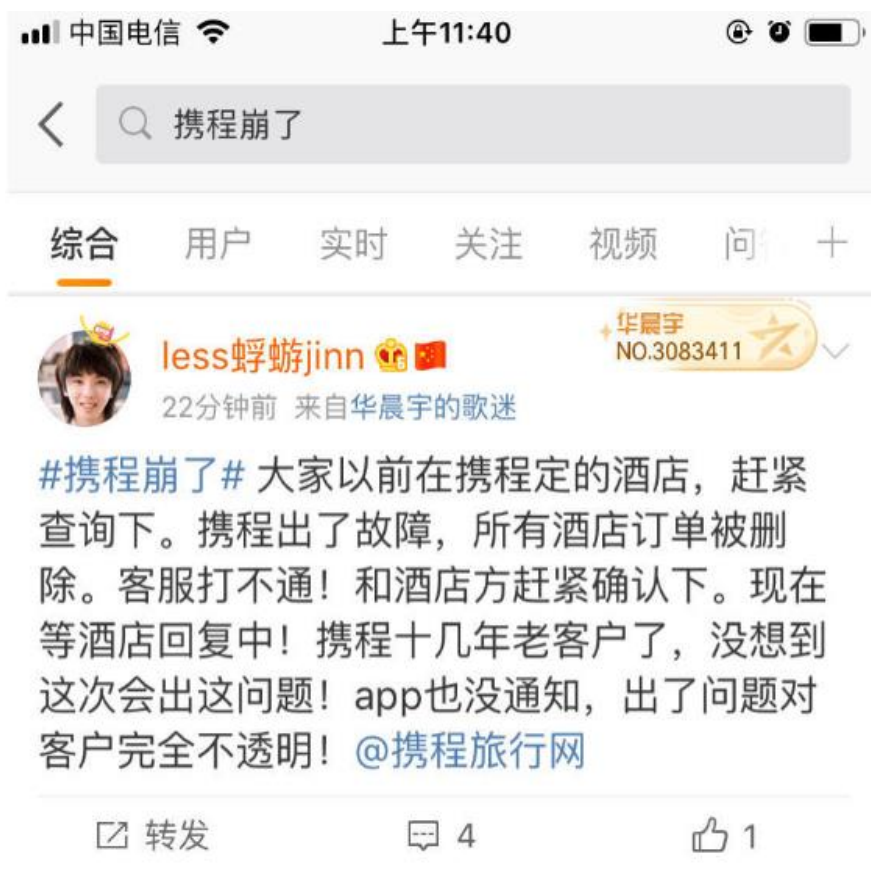 中国电信 上午11:40
携程崩了
综合 用户 实时 关注 视频 问
less蜉蝣jinn
华晨宇
NO.3083411
22分钟前 来自华晨宇的歌迷
#携程崩了# 大家以前在携程定的酒店，赶紧
查询下。携程出了故障，所有酒店订单被删
除。客服打不通！和酒店方赶紧确认下。现在
等酒店回复中！携程十几年老客户了，没想到
这次会出这问题！app也没通知，出了问题对
客户完全不透明！@携程旅行网
转发 4 1